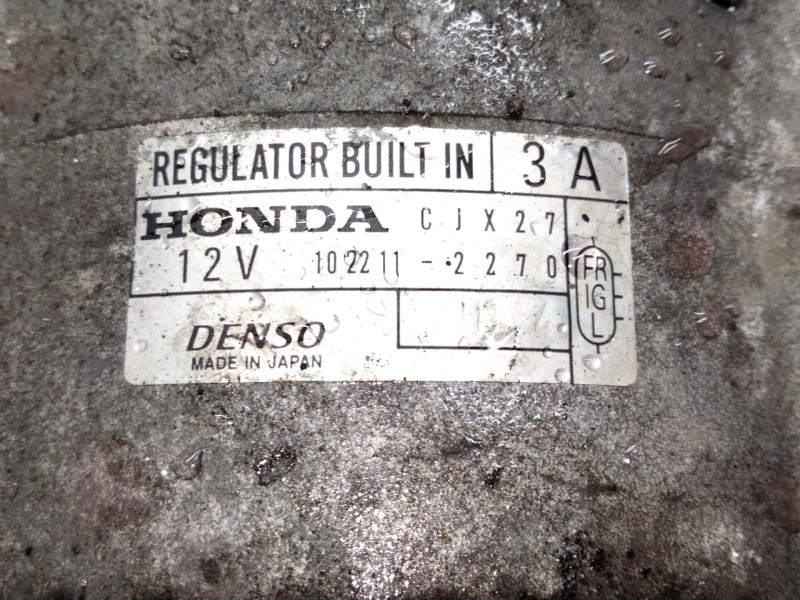 REGULATOR BUILT IN 3 A
HONDA CJX27
12V 102211-2270
FR
IG
L
DENSO
MADE IN JAPAN